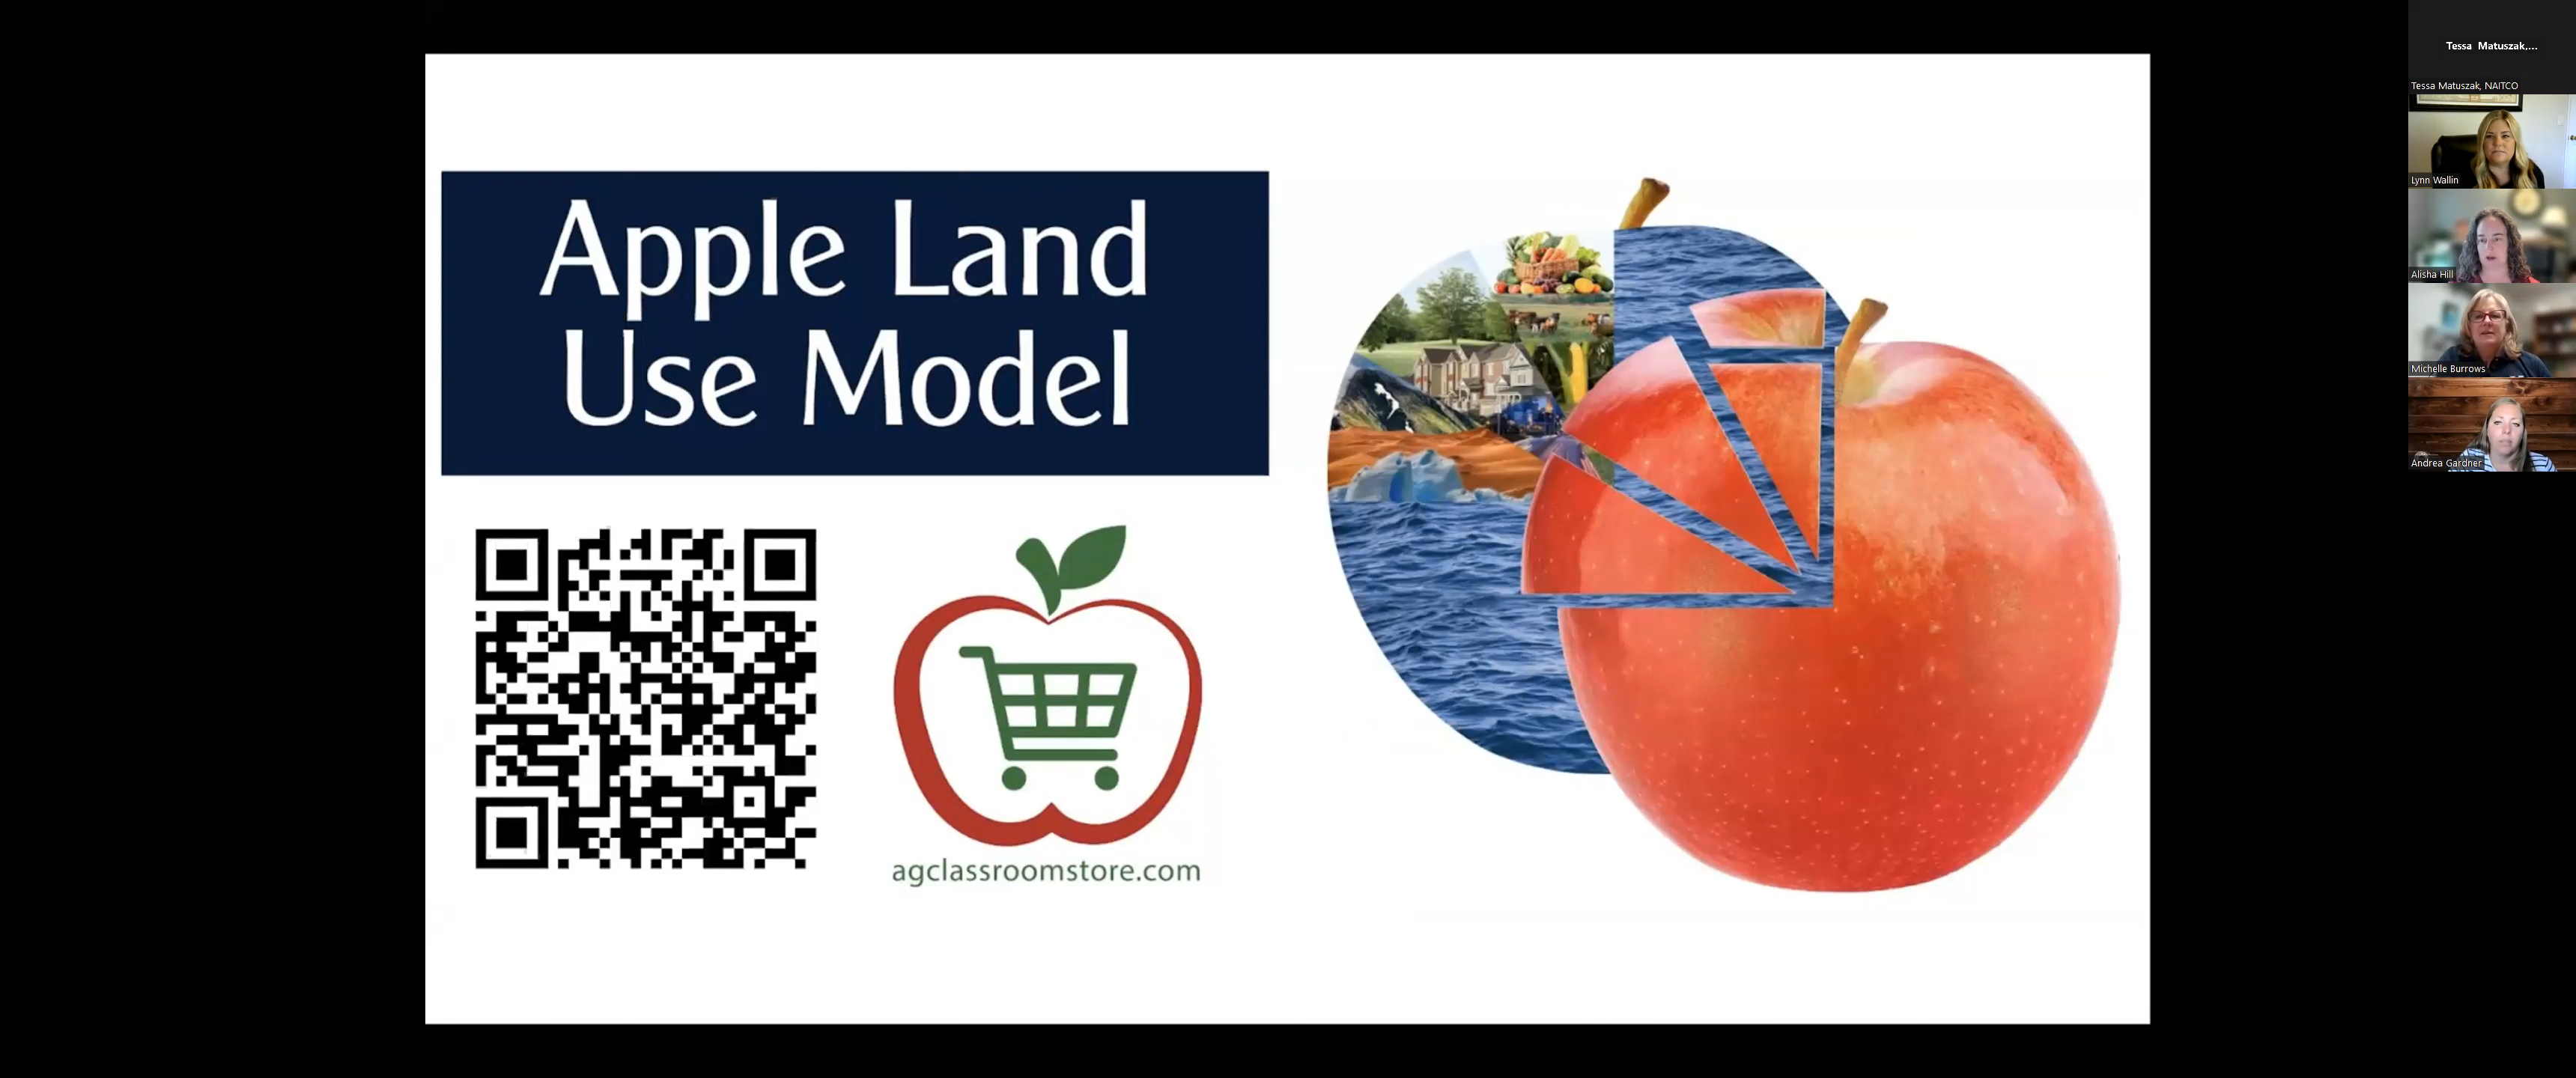 Apple Land
Use Model
agclassroomstore.com
Tessa Matuszak,...
Tessa Matuszak, NAITCO
Lynn Wallin
Alisha Hill
Michelle Burrows
Andrea Gardner